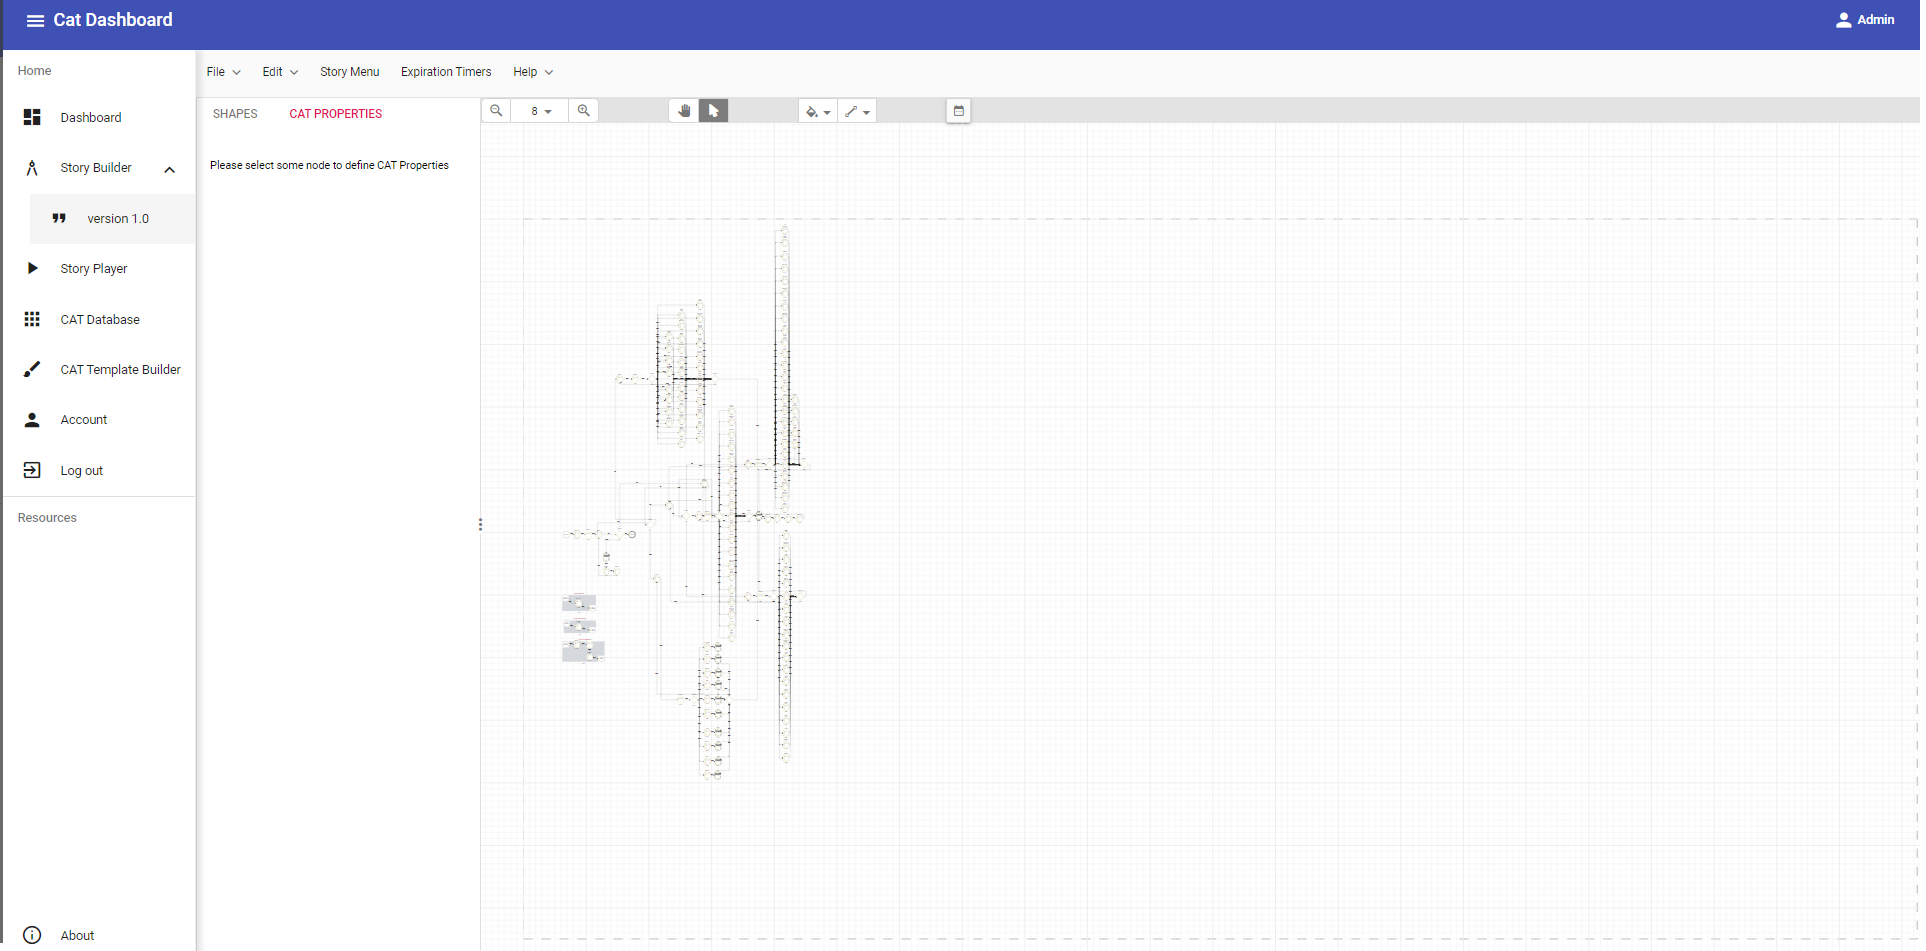 Cat Dashboard
Admin
Home
File
Edit
Story Menu
Expiration Timers
Help
SHAPES
CAT PROPERTIES
8
Dashboard
Please select some node to define CAT Properties
Story Builder
version 1.0
Story Player
CAT Database
CAT Template Builder
Account
Log out
Resources
About